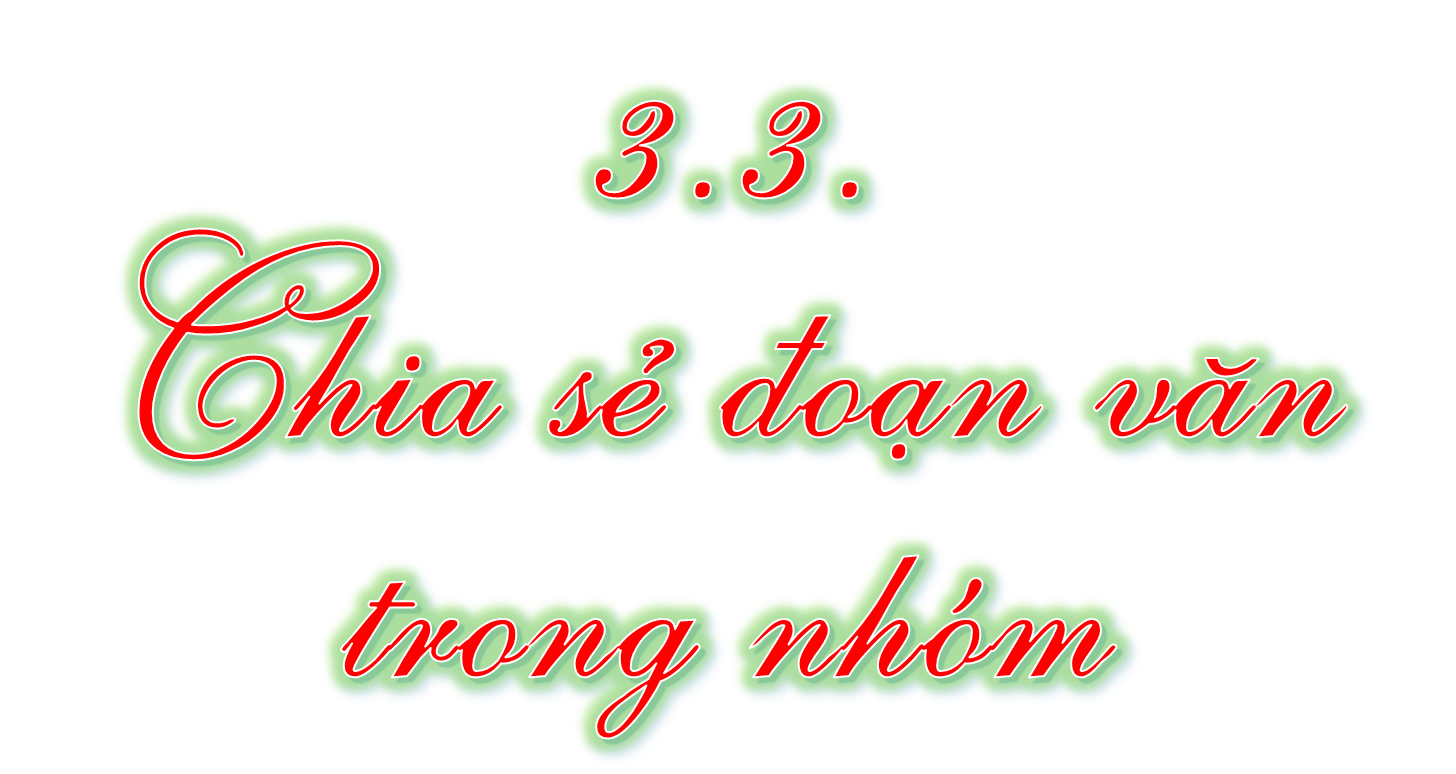 3.3.
Chia sẻ đoạn văn
trong nhóm